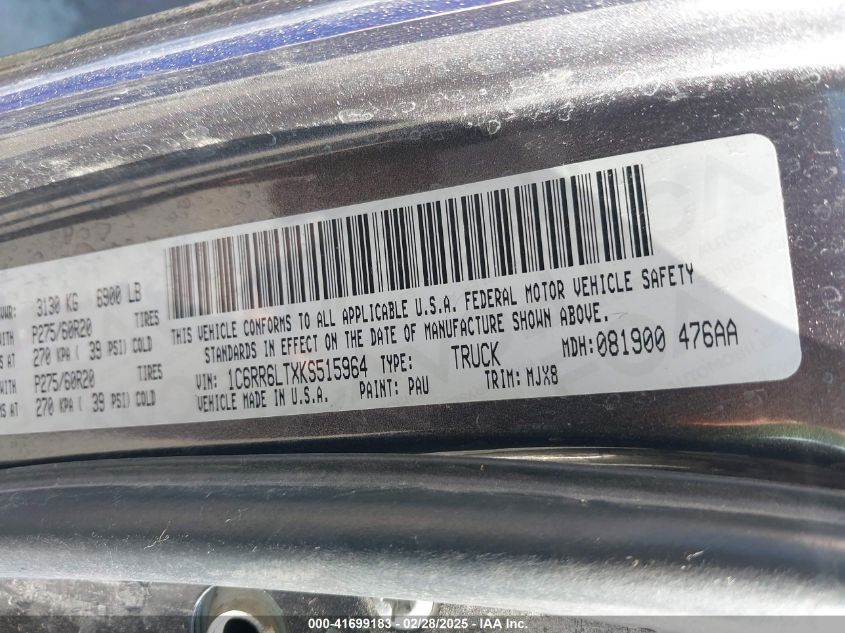 3130 KG 6900 LB
WITH P275/60R20 TIRES
AT 270 KPA ( 39 PSI) COLD
WITH P275/60R20 TIRES
AT 270 KPA ( 39 PSI) COLD
THIS VEHICLE CONFORMS TO ALL APPLICABLE U.S.A. FEDERAL MOTOR VEHICLE SAFETY
STANDARDS IN EFFECT ON THE DATE OF MANUFACTURE SHOWN ABOVE.
VIN: 1C6RR6LTXKS515964 TYPE: TRUCK MDH:081900 476AA
VEHICLE MADE IN U.S.A. PAINT: PAU TRIM: MJX8
000-41699183 - 02/28/2025 - IAA Inc.